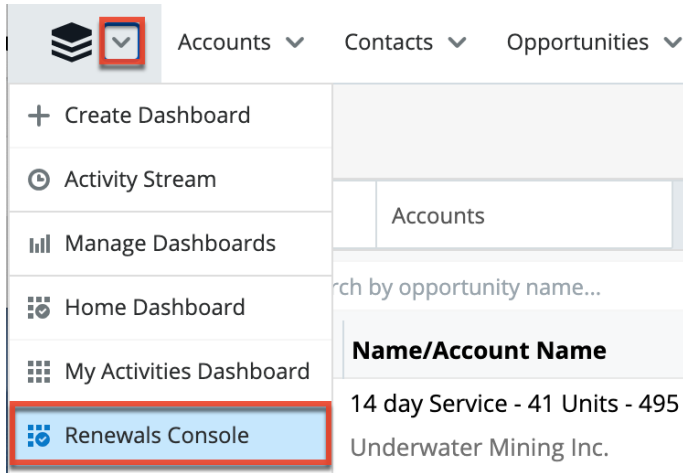 Accounts Contacts Opportunities
Create Dashboard
Activity Stream
Accounts
Manage Dashboards
rch by opportunity name...
Home Dashboard
Name/Account Name
My Activities Dashboard
14 day Service - 41 Units - 495
Renewals Console
Underwater Mining Inc.